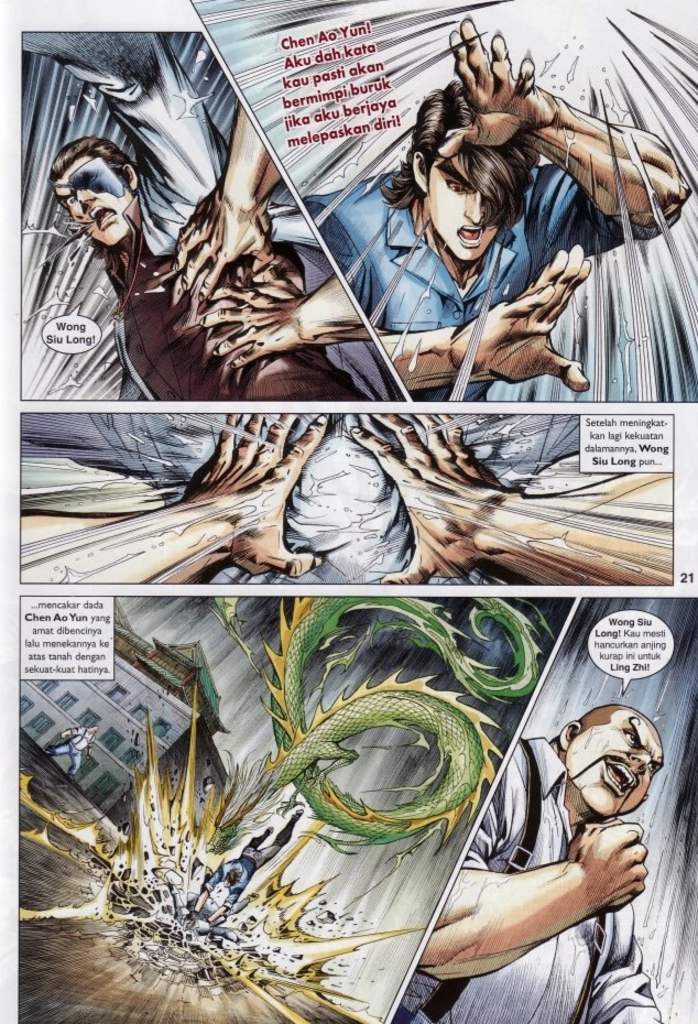 Chen Ao Yun!
Aku dah kata
kau pasti akan
bermimpi buruk
jika aku berjaya
melepaskan diri!
Wong
Siu Long!
Setelah meningkat-
kan lagi kekuatan
dalamannya, Wong
Siu Long pun...
21
...mencakar dada
Chen Ao Yun yang
amat dibencinya
lalu menekannya ke
atas tanah dengan
sekuat-kuat hatinya.
Wong Siu
Long! Kau mesti
hancurkan anjing
kurap ini untuk
Ling Zhi!